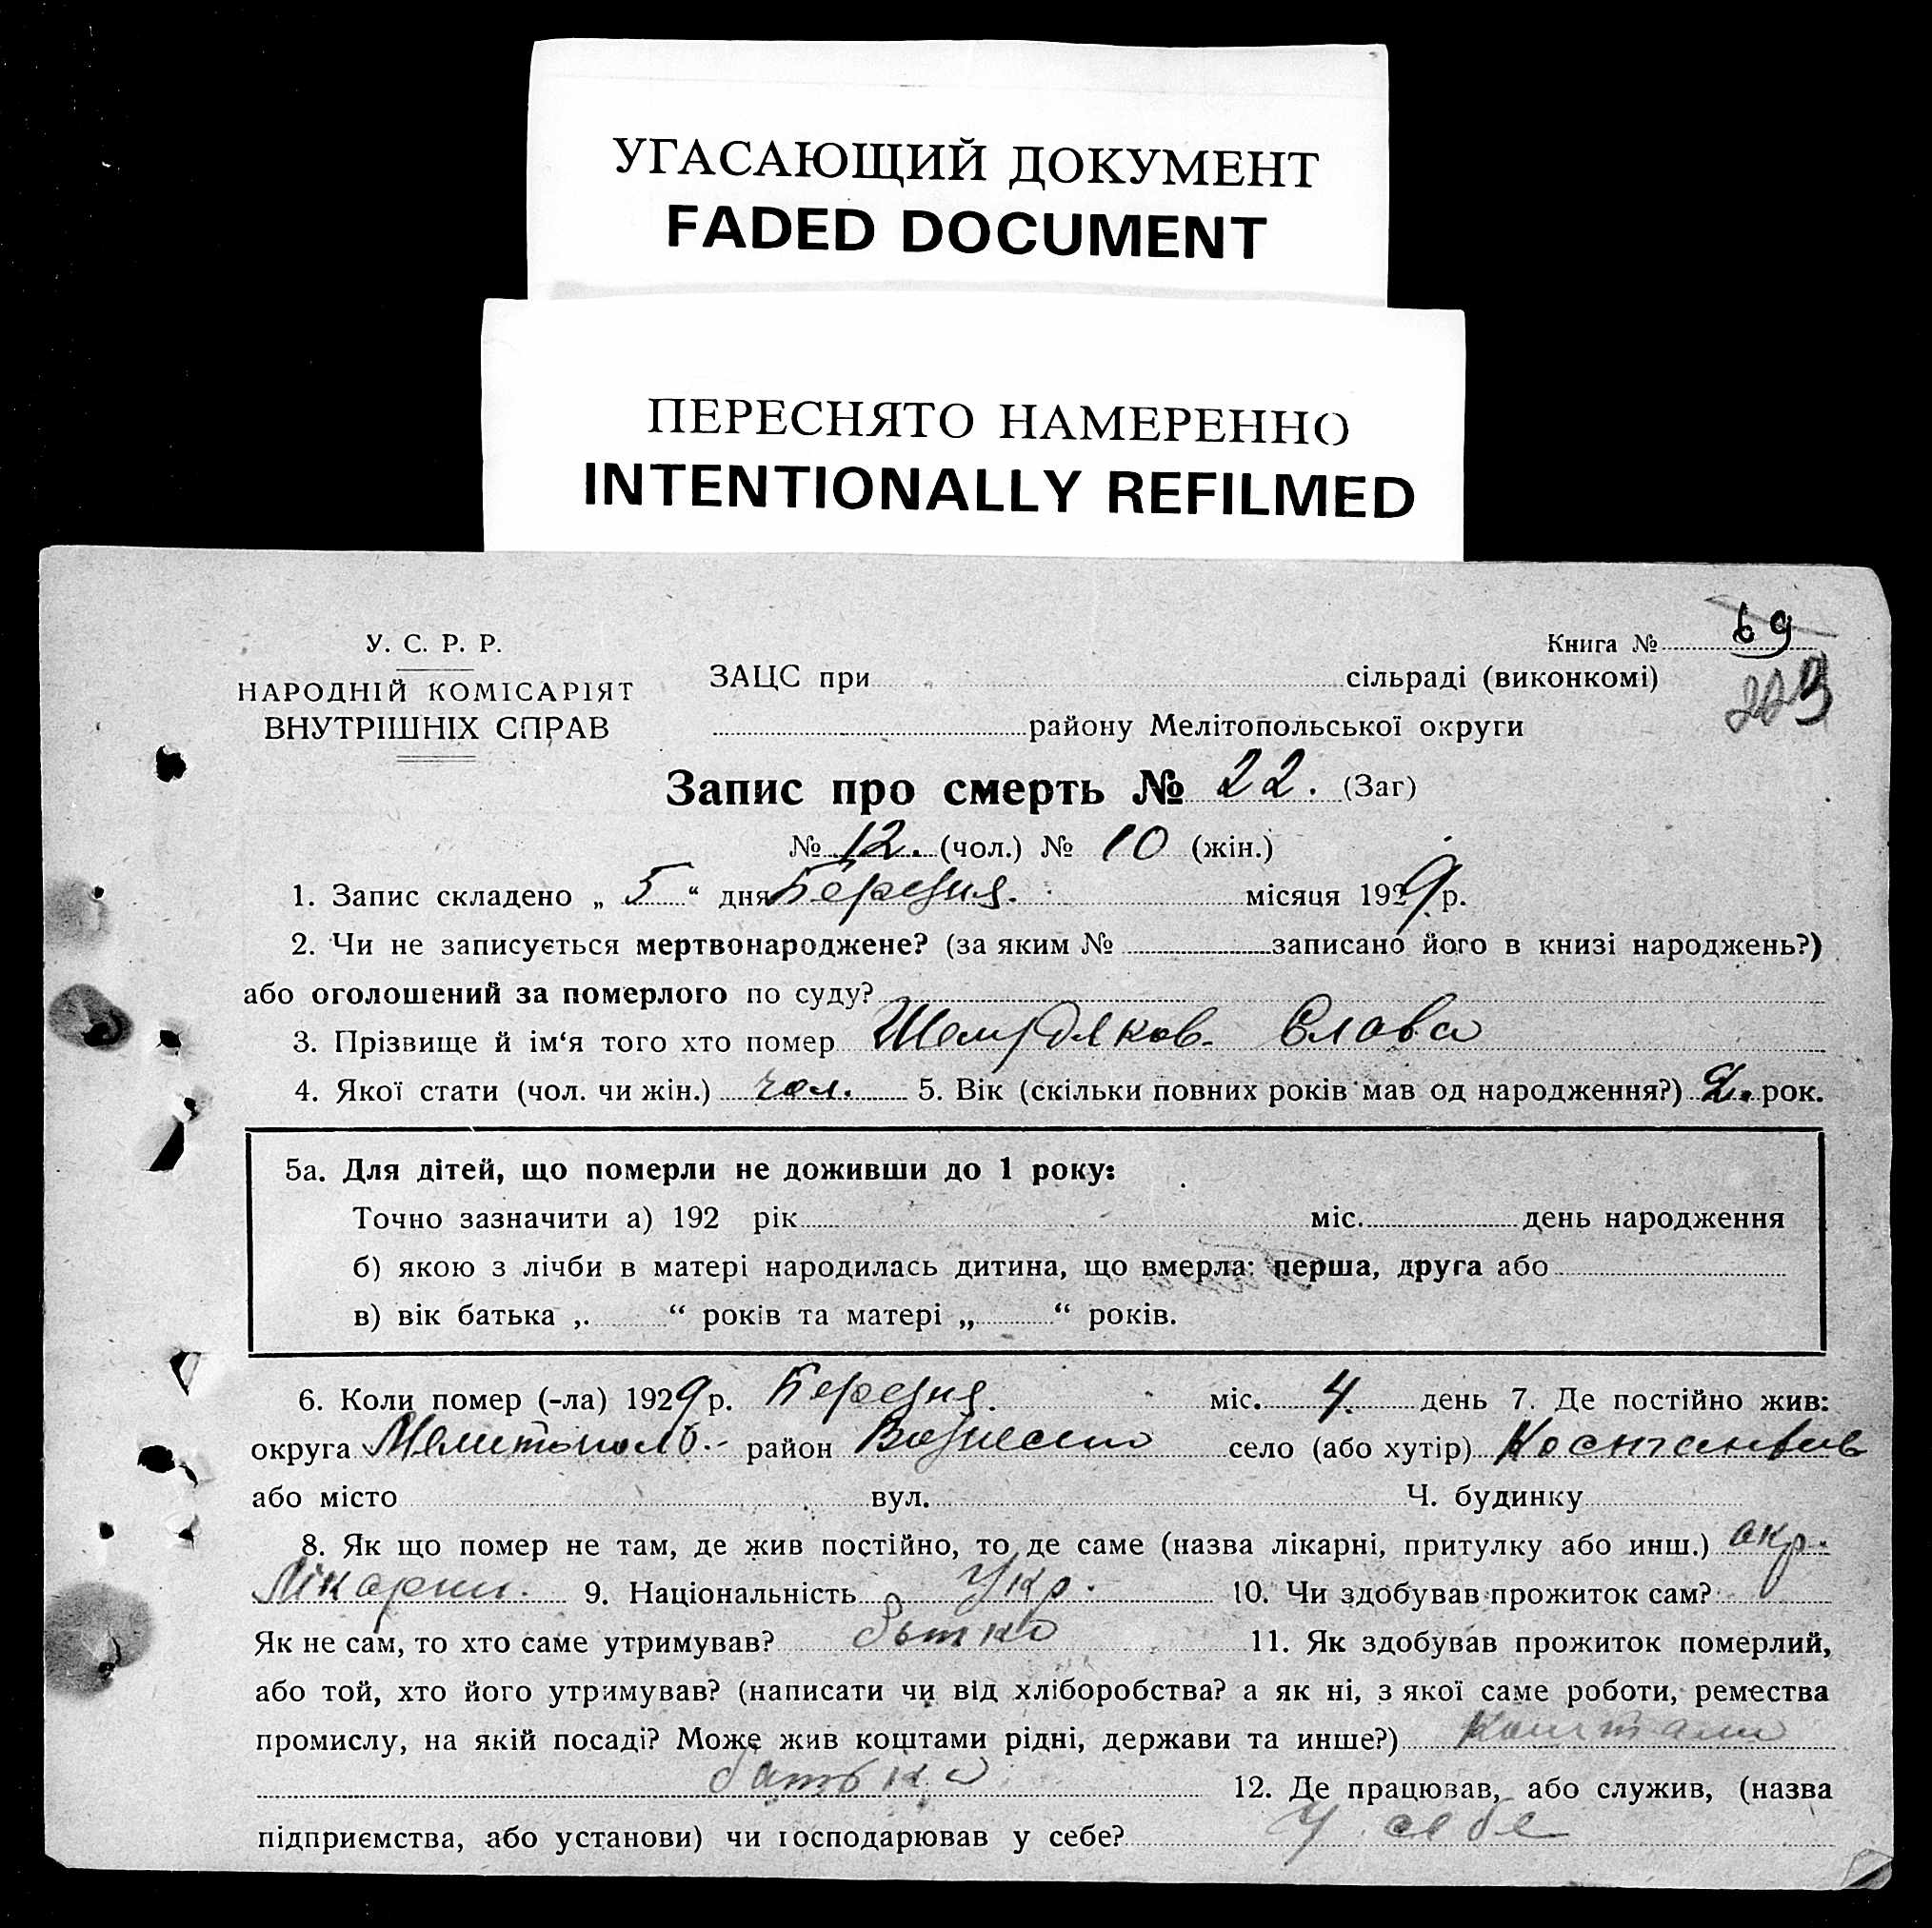 УГАСАЮЩИЙ ДОКУМЕНТ
FADED DOCUMENT
ПЕРЕСНЯТО НАМЕРЕННО
INTENTIONALLY REFILMED
У. С. Р. Р.
НАРОДНІЙ КОМІСАРІЯТ
ВНУТРІШНІХ СПРАВ
Книга № 69
ЗАЦС при сільраді (виконкомі)
району Мелітопольської округи
Запис про смерть № 22. (Заг)
№ 12. (чол.) № 10 (жін.)
1. Запис складено „ 5 “ дня Березня. місяця 1929 р.
2. Чи не записується мертвонароджене? (за яким № записано його в книзі народжень?)
або оголошений за померлого по суду?
3. Прізвище й ім‘я того хто помер Слава
4. Якої стати (чол. чи жін.) чол. 5. Вік (скільки повних років мав од народження?) 2. рок.
5а. Для дітей, що померли не доживши до 1 року:
Точно зазначити а) 192 рік міс. день народження
б) якою з лічби в матері народилась дитина, що вмерла: перша, друга або
в) вік батька „ “ років та матері „ “ років.
6. Коли помер (-ла) 1929 р. Березня. міс. 4. день 7. Де постійно жив:
округа Мелитополь. район село (або хутір)
або місто вул. Ч. будинку
8. Як що помер не там, де жив постійно, то де саме (назва лікарні, притулку або инш.) окр.
Лікарни. 9. Національність Укр. 10. Чи здобував прожиток сам?
Як не сам, то хто саме утримував? 11. Як здобував прожиток померлий,
або той, хто його утримував? (написати чи від хліборобства? а як ні, з якої саме роботи, ремества
промислу, на якій посаді? Може жив коштами рідні, держави та инше?) Коштами
батька 12. Де працював, або служив, (назва
підприємства, або установи) чи господарював у себе? У себе